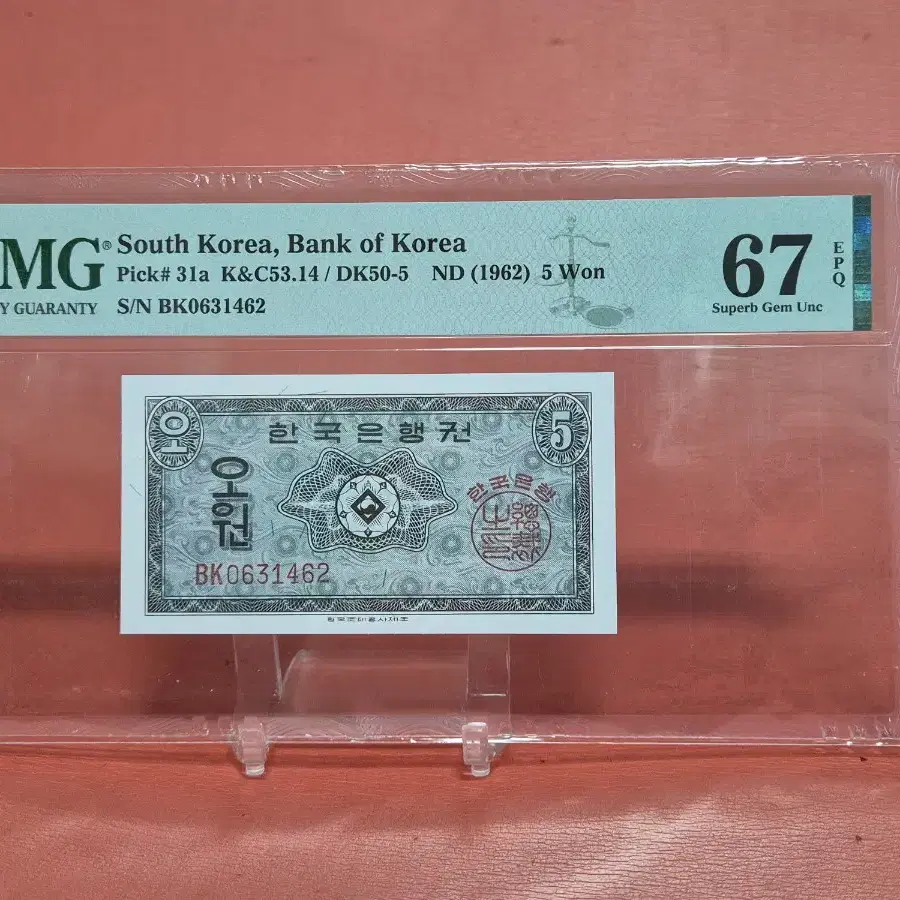 MG® South Korea, Bank of Korea
Pick# 31a K&C53.14 / DK50-5 ND (1962) 5 Won
Y GUARANTY S/N BK0631462
67
EPQ
Superb Gem Unc
오원
한국은행권
5
오원
한국은행
BK0631462